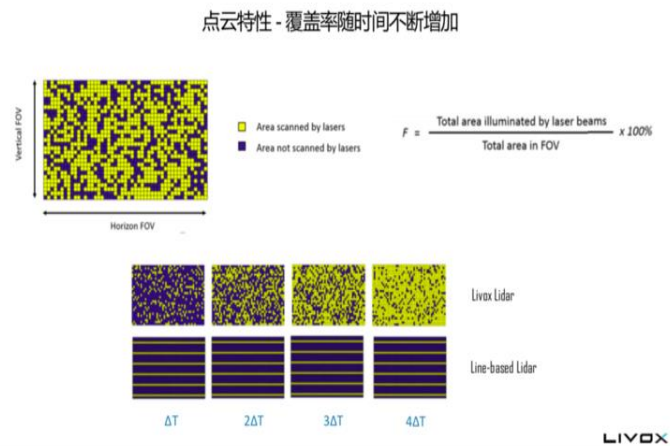 点云特性 - 覆盖率随时间不断增加
Vertical FOV
Horizon FOV
Area scanned by lasers
Area not scanned by lasers
F = Total area illuminated by laser beams
Total area in FOV
x 100%
Livox Lidar
Line-based Lidar
ΔT
2ΔT
3ΔT
4ΔT
LIVOX